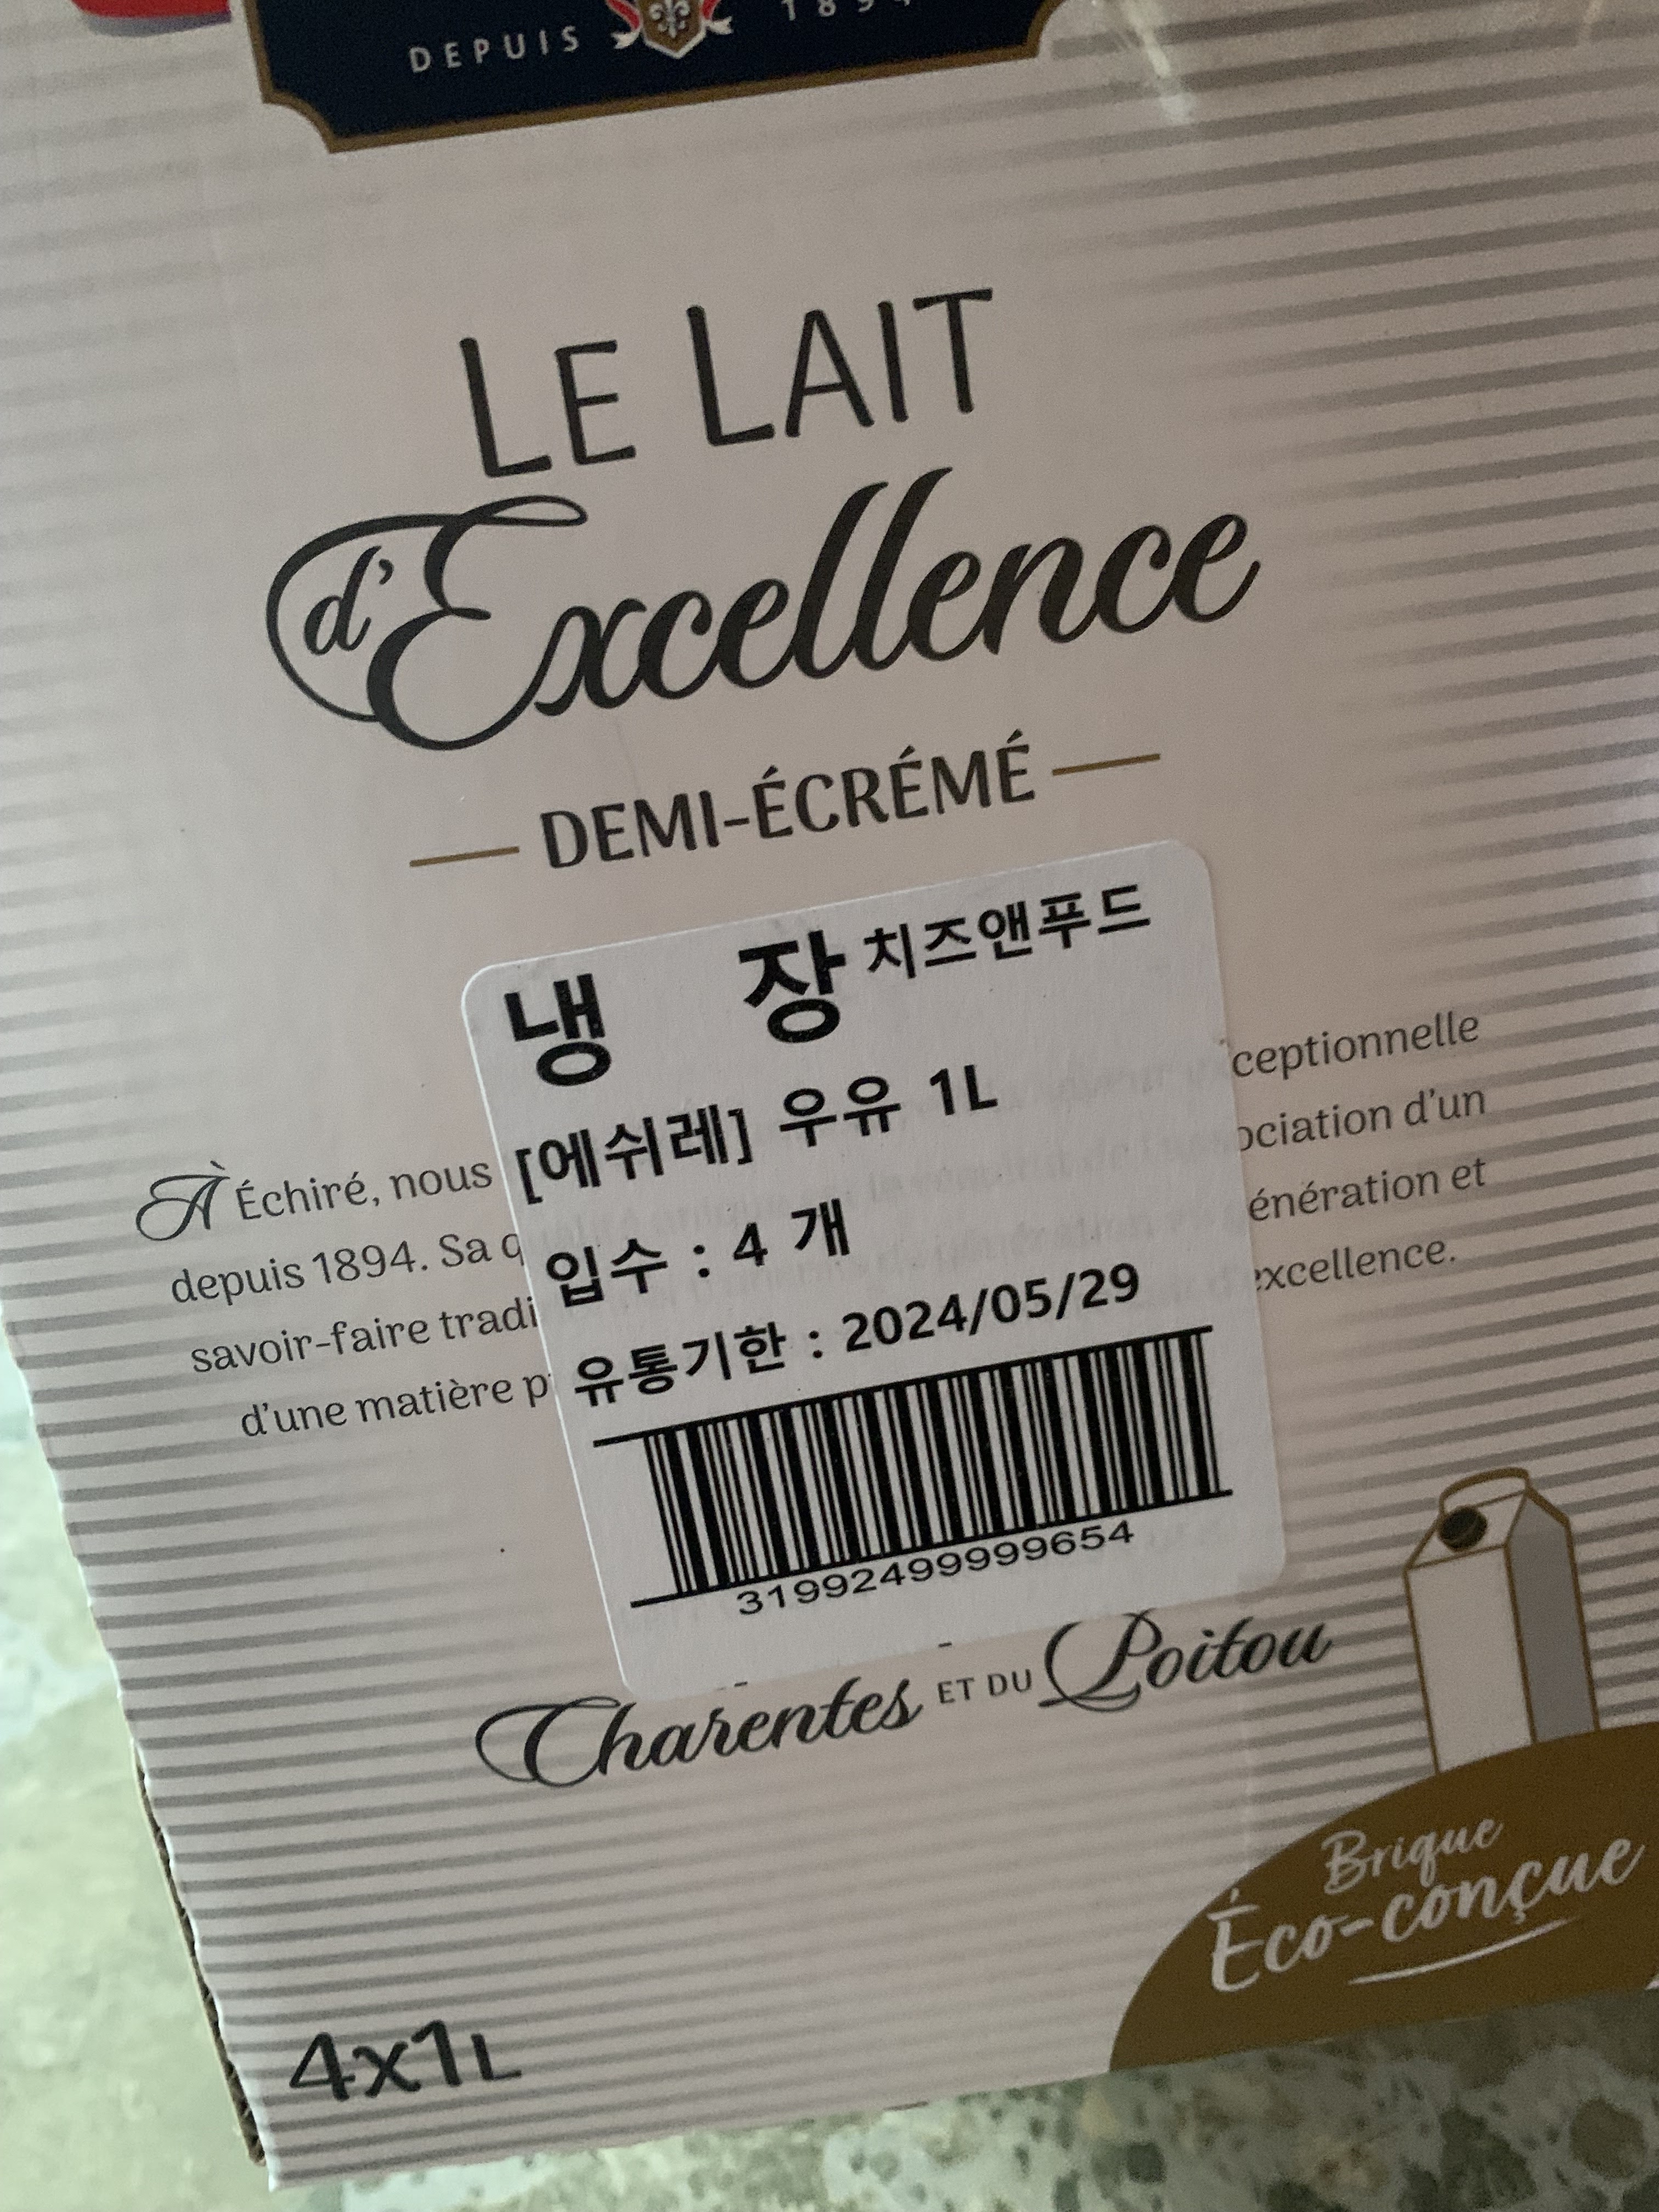 DEPUIS 189
LE LAIT
d'Excellence
DEMI-ÉCRÉMÉ
냉 장 치즈앤푸드
[에쉬레] 우유 1L
입수 : 4 개
유통기한 : 2024/05/29
31992499999654
À Échiré, nous ceptionnelle
depuis 1894. Sa q ociation d'un
savoir-faire tradi énération et
d'une matière p excellence.
Charentes ET DU Poitou
Brique
Éco-conçue
4x1L